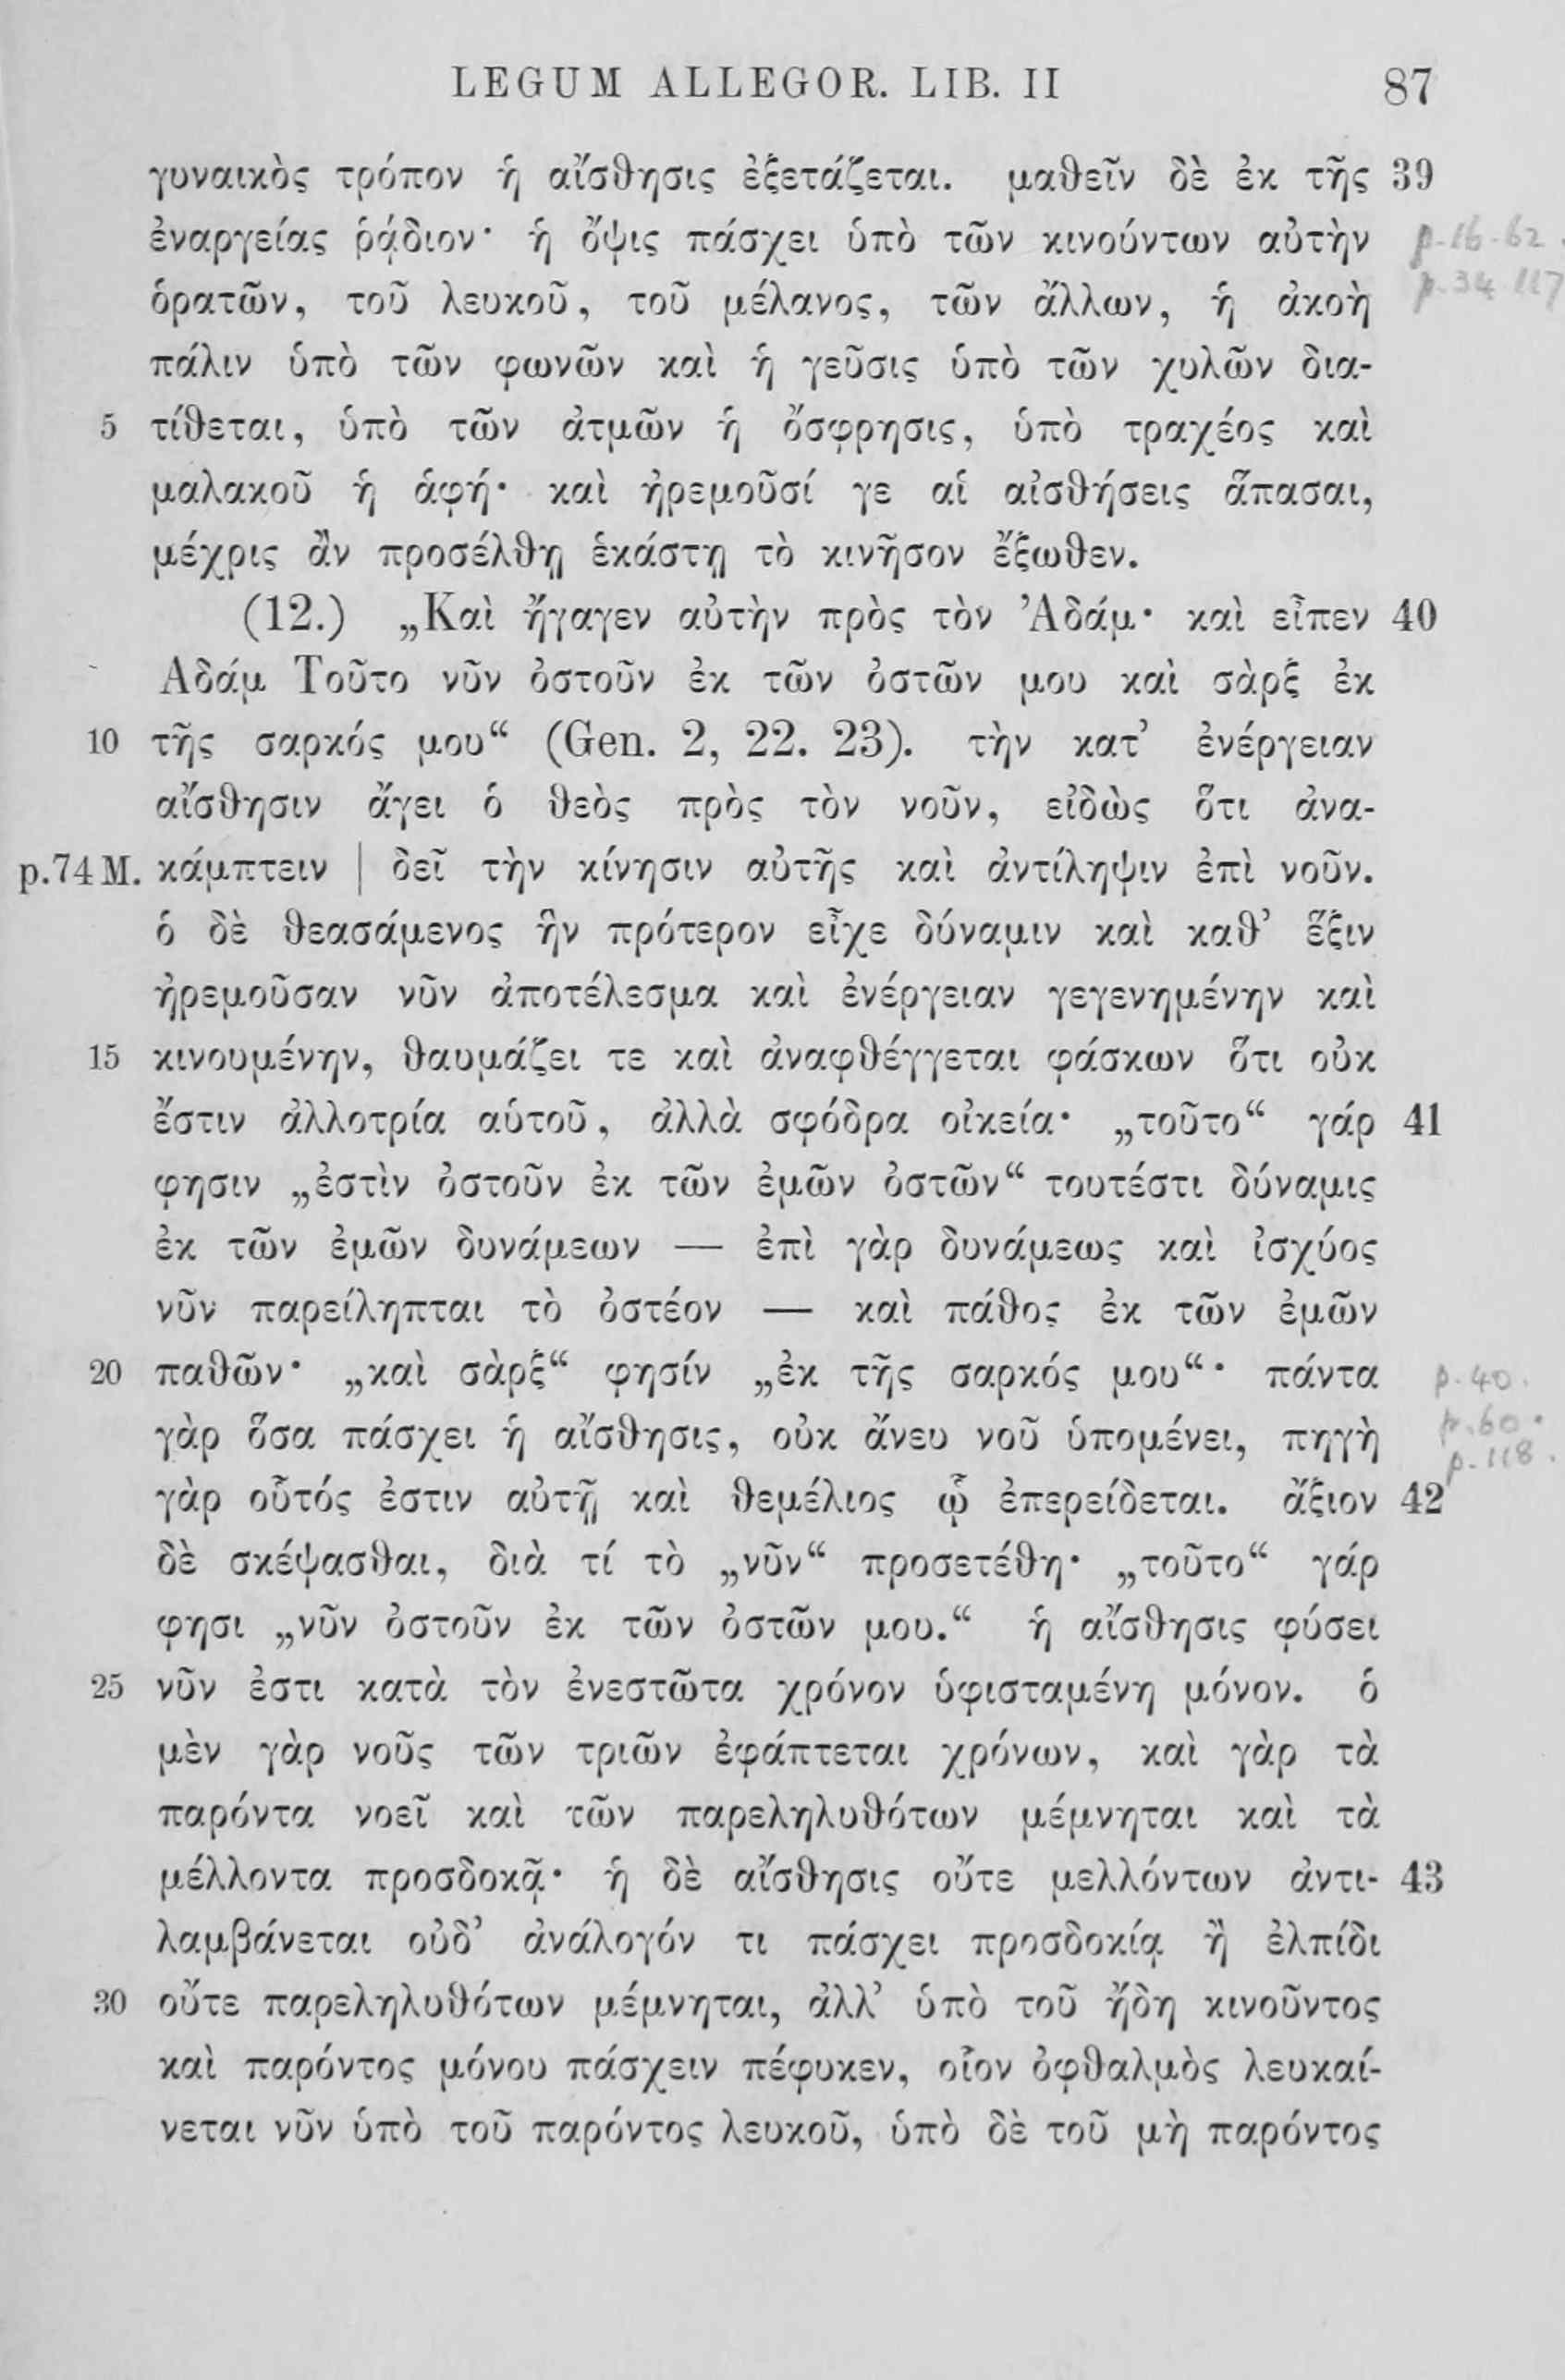 LEGUM ALLEGOR. LIB. II 87
γυναικὸς τρόπον ἡ αἴσθησις ἐξετάζεται. μαθεῖν δὲ ἐκ τῆς 39
ἐναργείας ῥᾴδιον· ἡ ὄψις πάσχει ὑπὸ τῶν κινούντων αὐτὴν p-16-62.
ὁρατῶν, τοῦ λευκοῦ, τοῦ μέλανος, τῶν ἄλλων, ἡ ἀκοὴ p.34 117
πάλιν ὑπὸ τῶν φωνῶν καὶ ἡ γεῦσις ὑπὸ τῶν χυλῶν δια-
5 τίθεται, ὑπὸ τῶν ἀτμῶν ἡ ὄσφρησις, ὑπὸ τραχέος καὶ
μαλακοῦ ἡ ἁφή· καὶ ἠρεμοῦσί γε αἱ αἰσθήσεις ἅπασαι,
μέχρις ἂν προσέλθῃ ἑκάστῃ τὸ κινῆσον ἔξωθεν.
(12.) „Καὶ ἤγαγεν αὐτὴν πρὸς τὸν Ἀδάμ· καὶ εἶπεν 40
Ἀδάμ Τοῦτο νῦν ὀστοῦν ἐκ τῶν ὀστῶν μου καὶ σὰρξ ἐκ
10 τῆς σαρκός μου“ (Gen. 2, 22. 23). τὴν κατ’ ἐνέργειαν
αἴσθησιν ἄγει ὁ θεὸς πρὸς τὸν νοῦν, εἰδὼς ὅτι ἀνα-
p.74 M. κάμπτειν | δεῖ τὴν κίνησιν αὐτῆς καὶ ἀντίληψιν ἐπὶ νοῦν.
ὁ δὲ θεασάμενος ἣν πρότερον εἶχε δύναμιν καὶ καθ’ ἕξιν
ἠρεμοῦσαν νῦν ἀποτέλεσμα καὶ ἐνέργειαν γεγενημένην καὶ
15 κινουμένην, θαυμάζει τε καὶ ἀναφθέγγεται φάσκων ὅτι οὐκ
ἔστιν ἀλλοτρία αὑτοῦ, ἀλλὰ σφόδρα οἰκεία· „τοῦτο“ γάρ 41
φησιν „ἐστὶν ὀστοῦν ἐκ τῶν ἐμῶν ὀστῶν“ τουτέστι δύναμις
ἐκ τῶν ἐμῶν δυνάμεων — ἐπὶ γὰρ δυνάμεως καὶ ἰσχύος
νῦν παρείληπται τὸ ὀστέον — καὶ πάθος ἐκ τῶν ἐμῶν
20 παθῶν· „καὶ σὰρξ“ φησίν „ἐκ τῆς σαρκός μου“· πάντα p.40.
γὰρ ὅσα πάσχει ἡ αἴσθησις, οὐκ ἄνευ νοῦ ὑπομένει, πηγὴ p.60.
p.118.
γὰρ οὗτός ἐστιν αὐτῇ καὶ θεμέλιος ᾧ ἐπερείδεται. ἄξιον 42
δὲ σκέψασθαι, διὰ τί τὸ „νῦν“ προσετέθη· „τοῦτο“ γάρ
φησι „νῦν ὀστοῦν ἐκ τῶν ὀστῶν μου.“ ἡ αἴσθησις φύσει
25 νῦν ἐστι κατὰ τὸν ἐνεστῶτα χρόνον ὑφισταμένη μόνον. ὁ
μὲν γὰρ νοῦς τῶν τριῶν ἐφάπτεται χρόνων, καὶ γὰρ τὰ
παρόντα νοεῖ καὶ τῶν παρεληλυθότων μέμνηται καὶ τὰ
μέλλοντα προσδοκᾷ· ἡ δὲ αἴσθησις οὔτε μελλόντων ἀντι- 43
λαμβάνεται οὐδ’ ἀνάλογόν τι πάσχει προσδοκίᾳ ἢ ἐλπίδι
30 οὔτε παρεληλυθότων μέμνηται, ἀλλ’ ὑπὸ τοῦ ἤδη κινοῦντος
καὶ παρόντος μόνου πάσχειν πέφυκεν, οἷον ὀφθαλμὸς λευκαί-
νεται νῦν ὑπὸ τοῦ παρόντος λευκοῦ, ὑπὸ δὲ τοῦ μὴ παρόντος